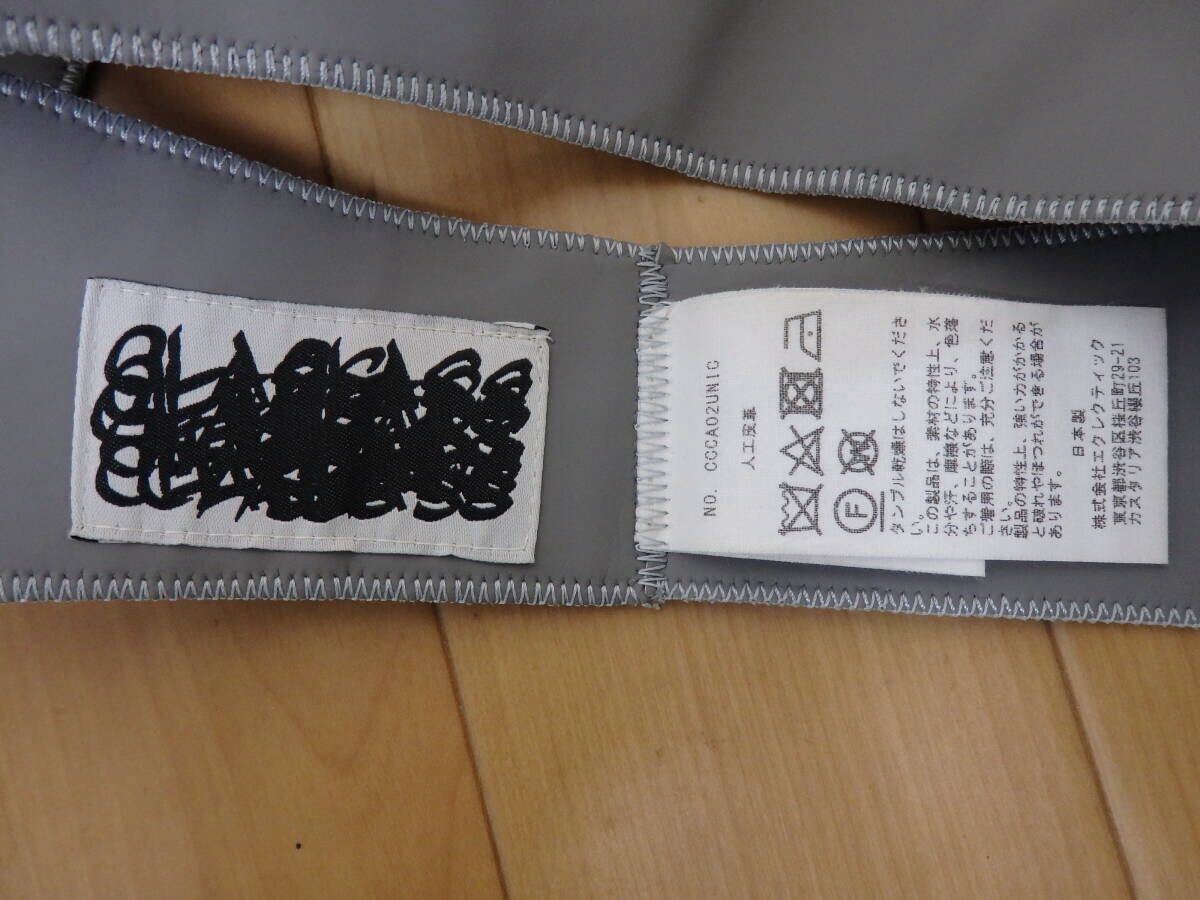 NO. CCCA02UNIC
人工皮革
F
タンブル乾燥はしないでくださ
い。
この製品は、素材の特性上、水
分や汗、摩擦などにより、色落
ちすることがあります。
ご着用の際は、充分ご注意くだ
さい。
製品の特性上、強い力がかかる
と破れやほつれができる場合が
あります。
日本製
株式会社エクレクティック
東京都渋谷区桜丘町29-21
カスタリア渋谷櫻丘103